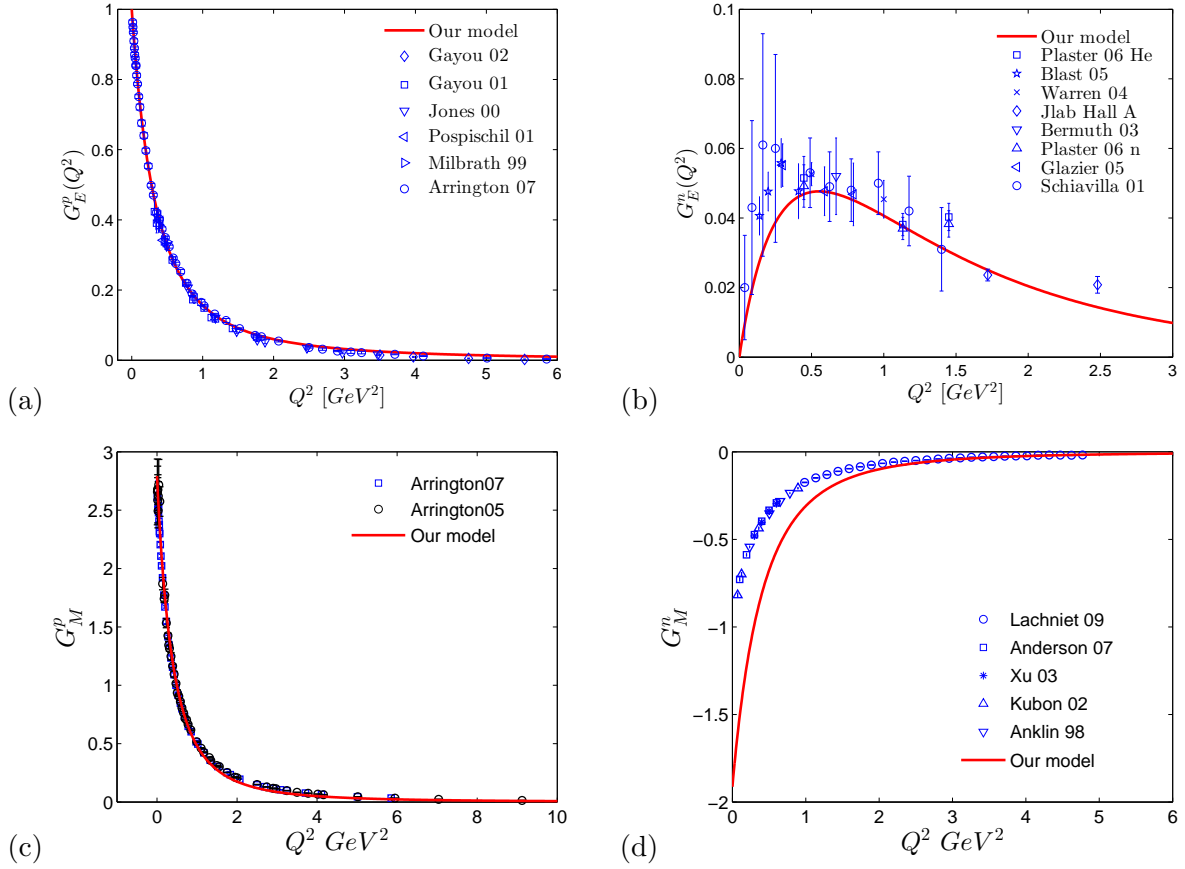 1
0.8
0.6
0.4
0.2
0
G_E^p(Q^2)
0 1 2 3 4 5 6
Q^2 [GeV^2]
Our model
Gayou 02
Gayou 01
Jones 00
Pospischil 01
Milbrath 99
Arrington 07
(a)
0.1
0.08
0.06
0.04
0.02
0
G_E^n(Q^2)
0 0.5 1 1.5 2 2.5 3
Q^2 [GeV^2]
Our model
Plaster 06 He
Blast 05
Warren 04
Jlab Hall A
Bermuth 03
Plaster 06 n
Glazier 05
Schiavilla 01
(b)
3
2.5
2
1.5
1
0.5
0
G_M^p
0 2 4 6 8 10
Q^2 GeV^2
Arrington07
Arrington05
Our model
(c)
0
−0.5
−1
−1.5
−2
G_M^n
0 1 2 3 4 5 6
Q^2 GeV^2
Lachniet 09
Anderson 07
Xu 03
Kubon 02
Anklin 98
Our model
(d)